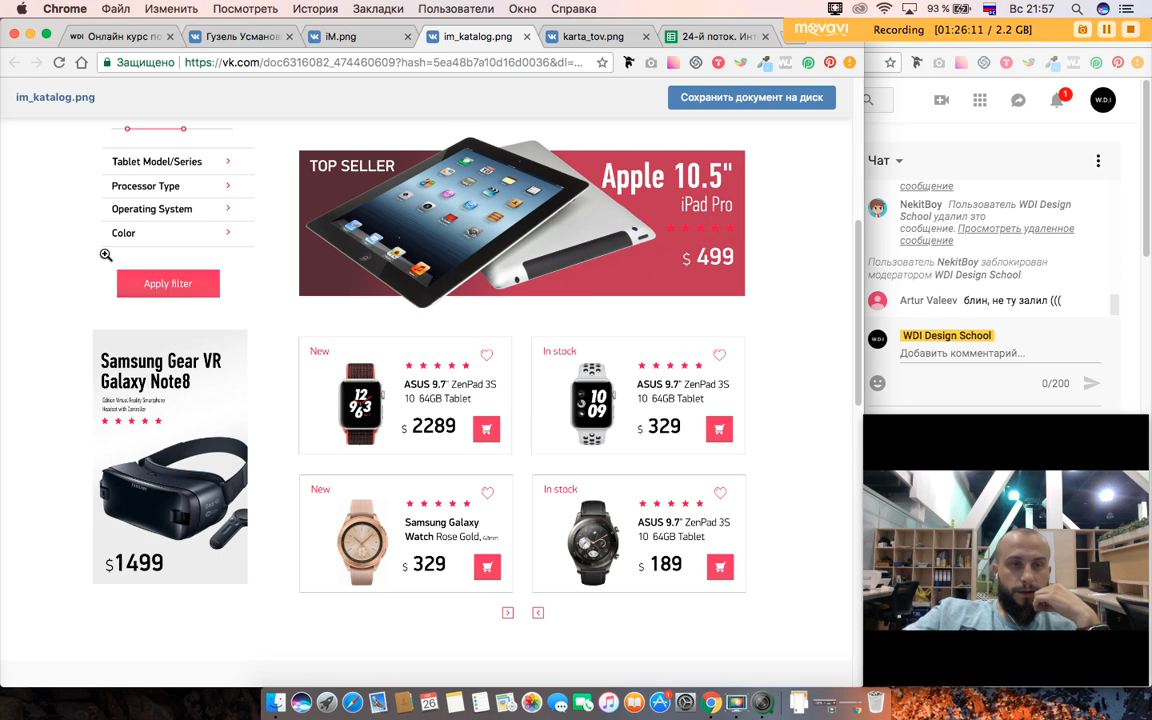 Chrome Файл Изменить Посмотреть История Закладки Пользователи Окно Справка
93 % Вс 21:57
WDI Онлайн курс по
Гузель Усманов
iM.png
im_katalog.png
karta_tov.png
24-й поток. Инт
movavi
Recording [01:26:11 / 2.2 GB]
Защищено https://vk.com/doc6316082_474460609?hash=5ea48b7a10d16d0036&dl=...
im_katalog.png
Сохранить документ на диск
1
W.D.I
Tablet Model/Series
Processor Type
Operating System
Color
Apply filter
TOP SELLER
Apple 10.5"
iPad Pro
$ 499
Samsung Gear VR
Galaxy Note8
Edition Virtual Reality Smartphone
Headset with Controller
SAMSUNG
$1499
New
ASUS 9.7" ZenPad 3S
10 64GB Tablet
$ 2289
In stock
ASUS 9.7" ZenPad 3S
10 64GB Tablet
$ 329
New
Samsung Galaxy
Watch Rose Gold, 42mm
$ 329
In stock
ASUS 9.7" ZenPad 3S
10 64GB Tablet
$ 189
Чат
сообщение
NekitBoy Пользователь WDI Design
School удалил это
сообщение. Просмотреть удаленное
сообщение
Пользователь NekitBoy заблокирован
модератором WDI Design School.
Artur Valeev блин, не ту залил (((
WDI Design School
Добавить комментарий...
0/200